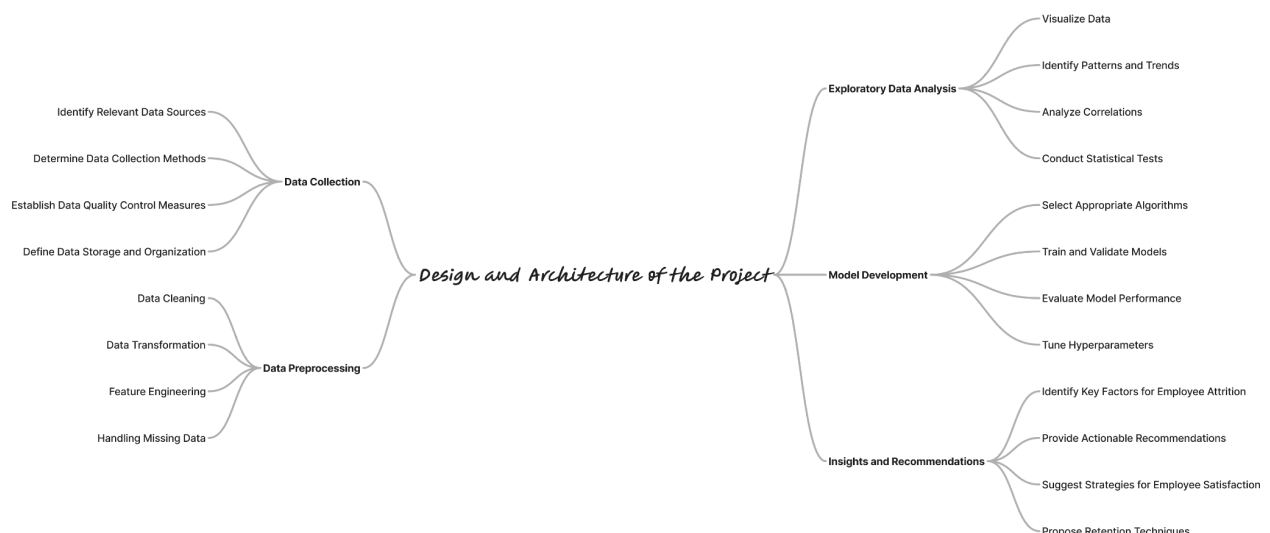 Design and Architecture of the Project
Data Collection
Identify Relevant Data Sources
Determine Data Collection Methods
Establish Data Quality Control Measures
Define Data Storage and Organization
Data Preprocessing
Data Cleaning
Data Transformation
Feature Engineering
Handling Missing Data
Exploratory Data Analysis
Visualize Data
Identify Patterns and Trends
Analyze Correlations
Conduct Statistical Tests
Model Development
Select Appropriate Algorithms
Train and Validate Models
Evaluate Model Performance
Tune Hyperparameters
Insights and Recommendations
Identify Key Factors for Employee Attrition
Provide Actionable Recommendations
Suggest Strategies for Employee Satisfaction
Propose Retention Techniques